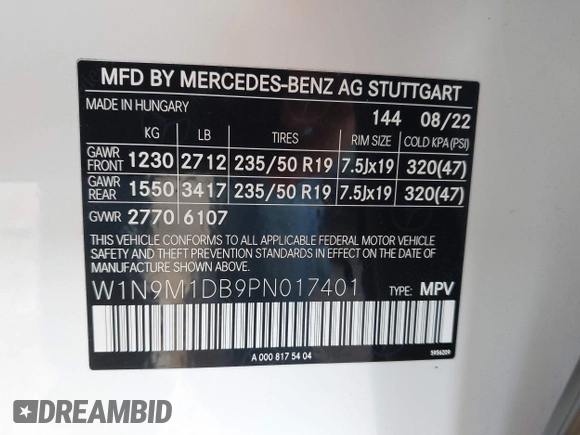 MFD BY MERCEDES-BENZ AG STUTTGART
MADE IN HUNGARY 144 08/22
KG LB TIRES RIM SIZE COLD KPA (PSI)
GAWR FRONT 1230 2712 235/50 R19 7.5Jx19 320(47)
GAWR REAR 1550 3417 235/50 R19 7.5Jx19 320(47)
GVWR 2770 6107
THIS VEHICLE CONFORMS TO ALL APPLICABLE FEDERAL MOTOR VEHICLE
SAFETY AND THEFT PREVENTION STANDARDS IN EFFECT ON THE DATE
OF MANUFACTURE SHOWN ABOVE.
W1N9M1DB9PN017401 TYPE: MPV
A 000 817 54 04 5956209
DREAMBID